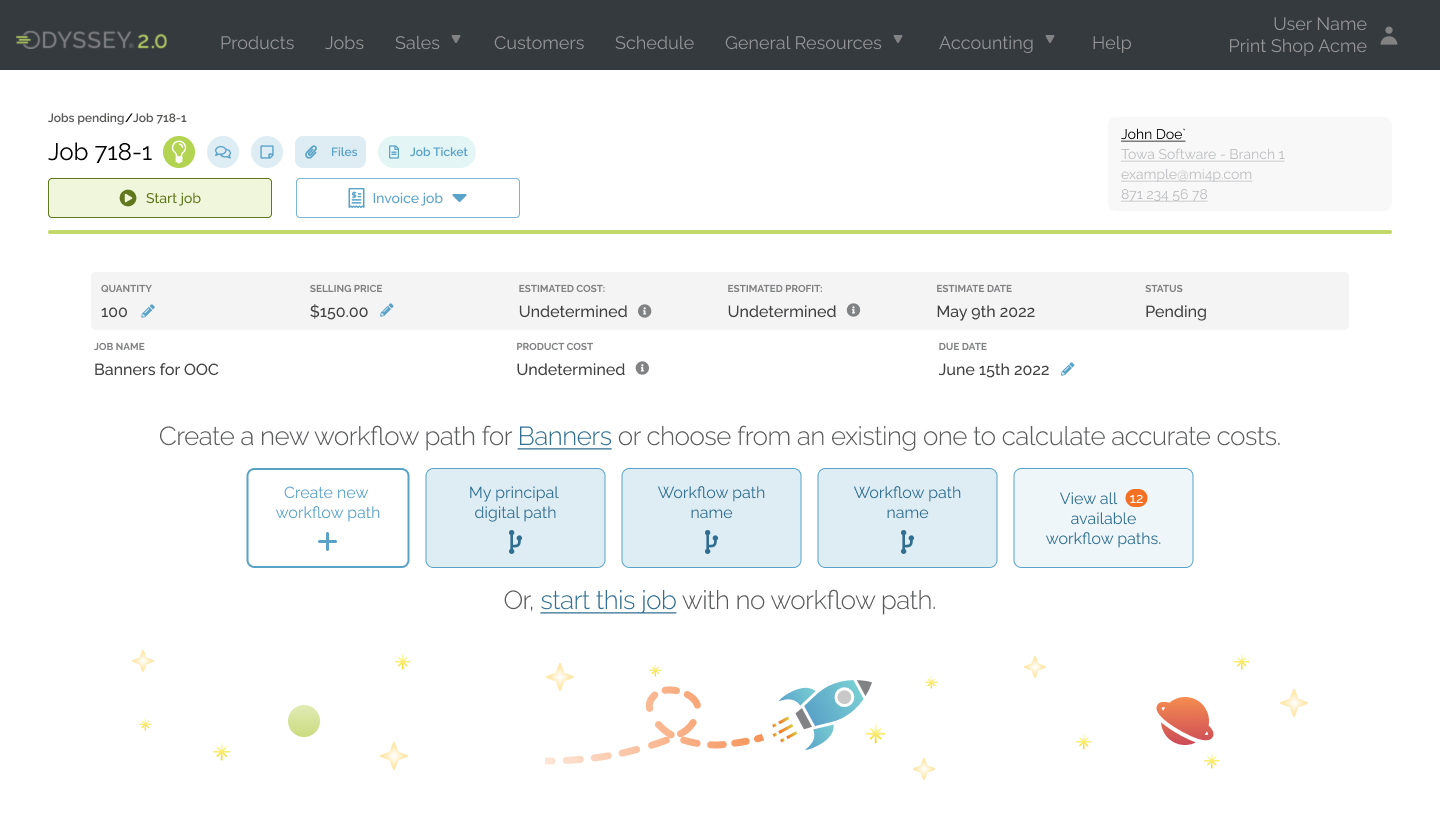 ODYSSEY® 2.0
Products Jobs Sales Customers Schedule General Resources Accounting Help
User Name
Print Shop Acme
Jobs pending/Job 718-1
Job 718-1
Files
Job Ticket
Start job
Invoice job
John Doe`
Towa Software - Branch 1
example@mi4p.com
871 234 56 78
QUANTITY SELLING PRICE ESTIMATED COST: ESTIMATED PROFIT: ESTIMATE DATE STATUS
100 $150.00 Undetermined Undetermined May 9th 2022 Pending
JOB NAME PRODUCT COST DUE DATE
Banners for OOC Undetermined June 15th 2022
Create a new workflow path for Banners or choose from an existing one to calculate accurate costs.
Create new
workflow path
My principal
digital path
Workflow path
name
Workflow path
name
View all 12
available
workflow paths.
Or, start this job with no workflow path.